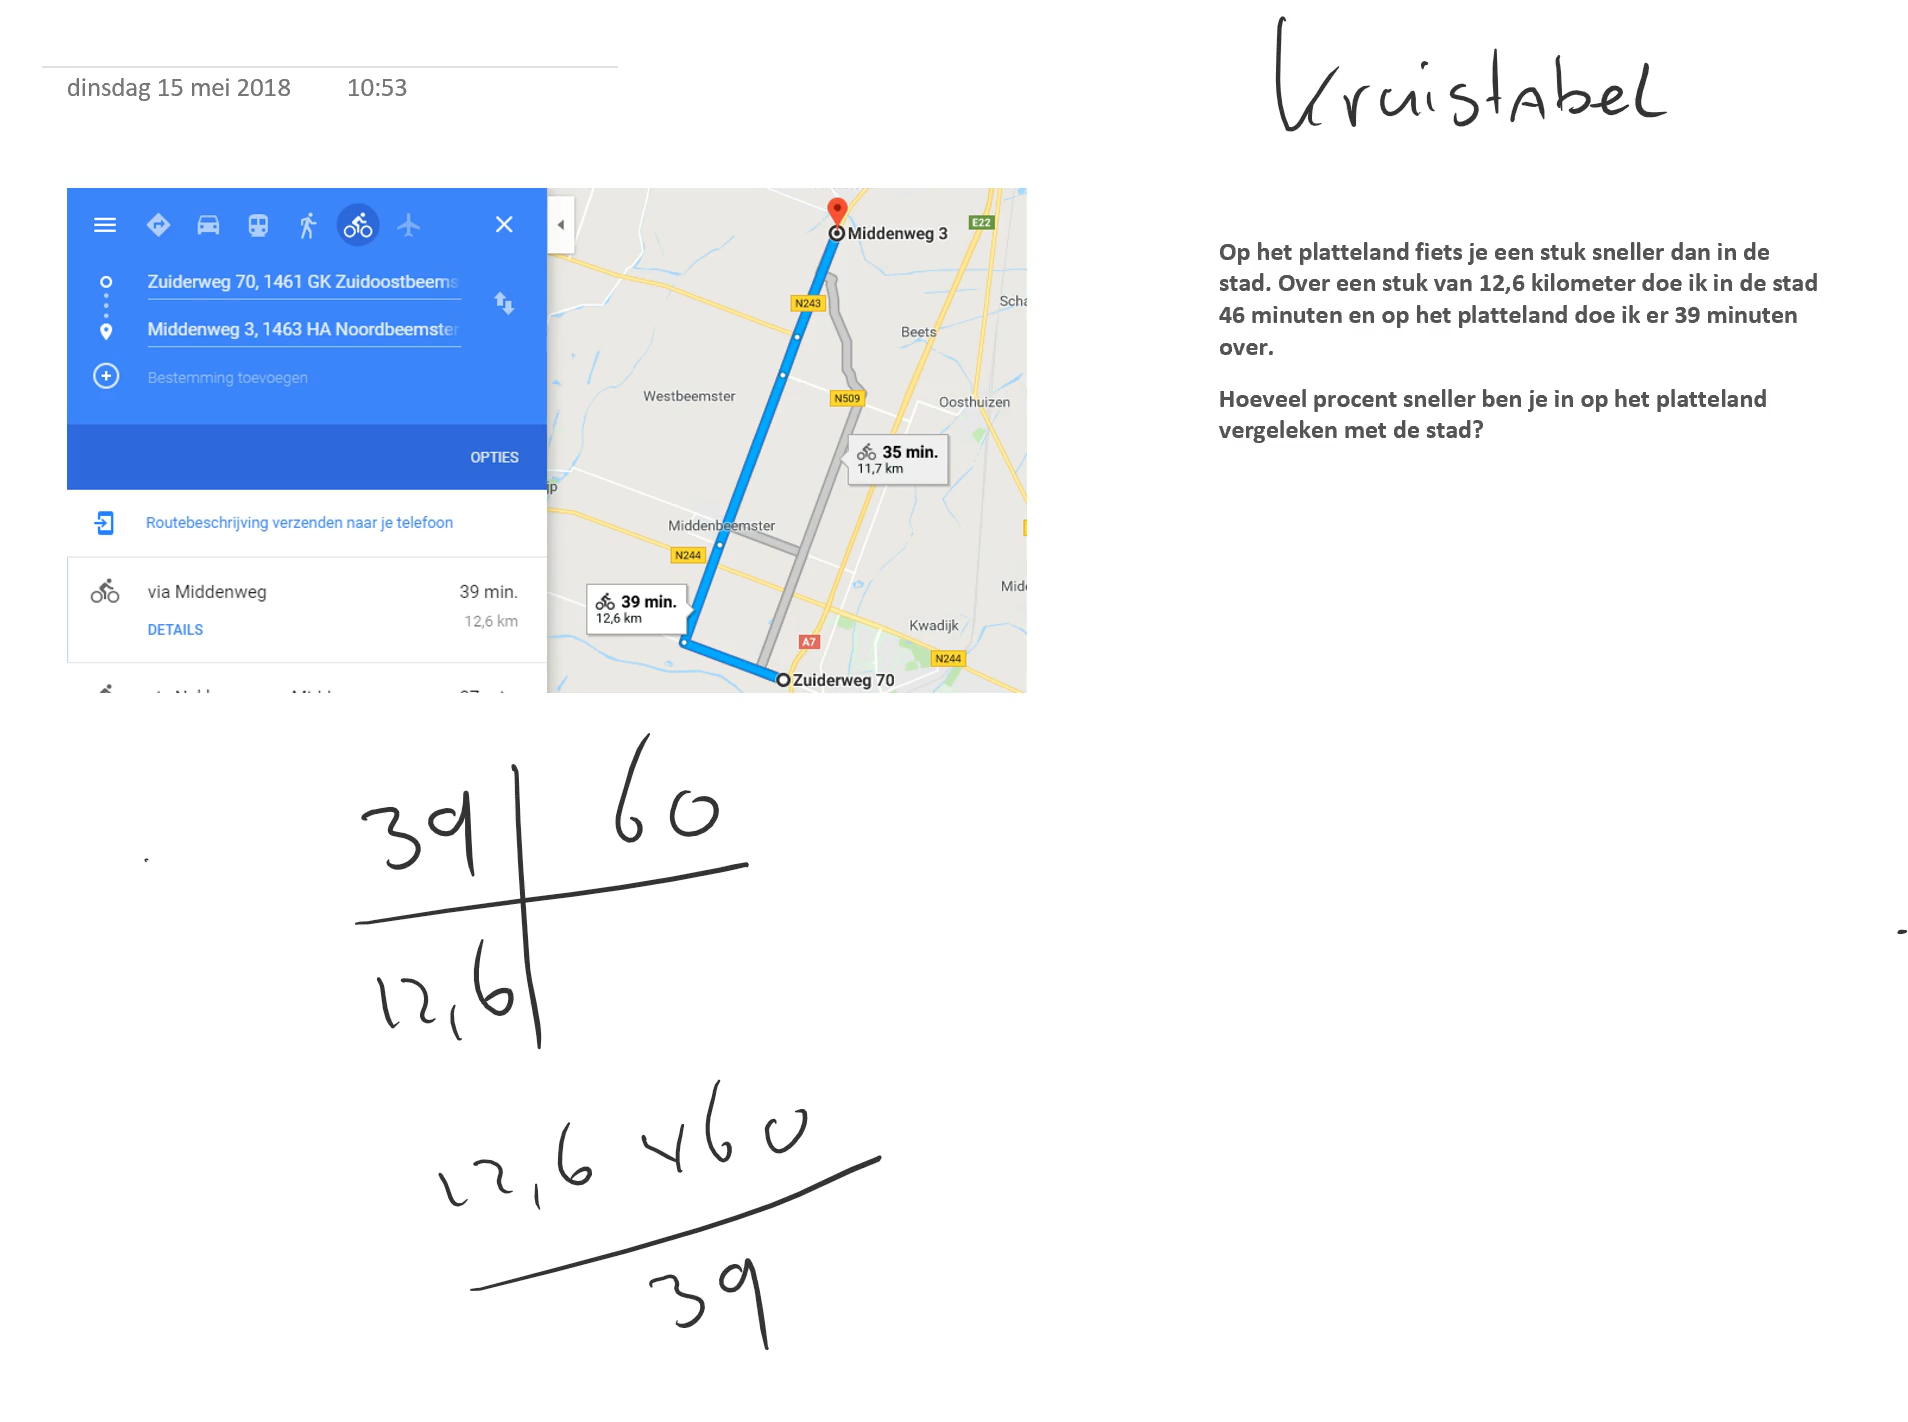 dinsdag 15 mei 2018 10:53
KruistAbeL
Zuiderweg 70, 1461 GK Zuidoostbeems
Middenweg 3, 1463 HA Noordbeemster
Bestemming toevoegen
OPTIES
Routebeschrijving verzenden naar je telefoon
via Middenweg 39 min.
12,6 km
DETAILS
Middenweg 3
E22
N243
Scha
Beets
Westbeemster
N509
Oosthuizen
35 min.
11,7 km
ip
Middenbeemster
N244
Mid
39 min.
12,6 km
Kwadijk
A7
N244
Zuiderweg 70
Op het platteland fiets je een stuk sneller dan in de
stad. Over een stuk van 12,6 kilometer doe ik in de stad
46 minuten en op het platteland doe ik er 39 minuten
over.
Hoeveel procent sneller ben je in op het platteland
vergeleken met de stad?
39 60
12,6
12,6 x 60
39